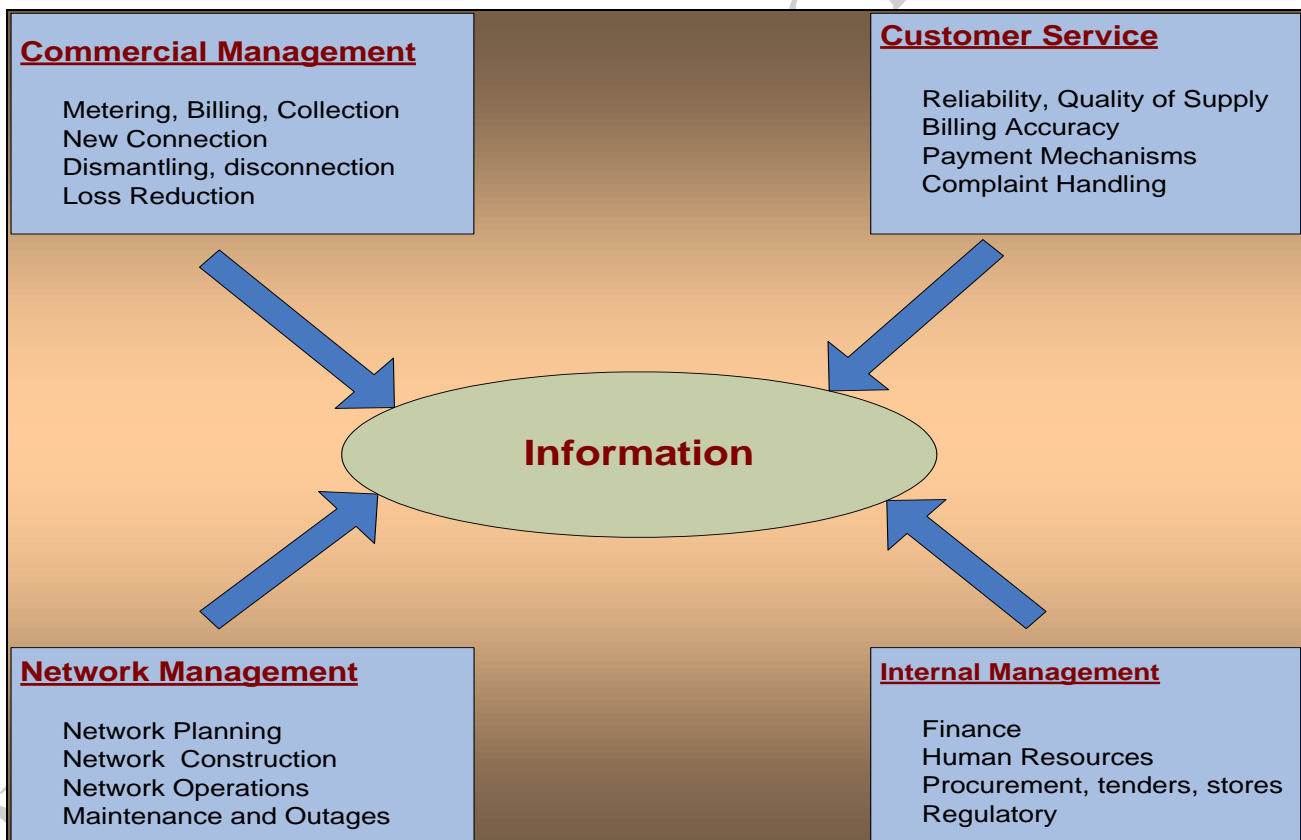 Commercial Management
Metering, Billing, Collection
New Connection
Dismantling, disconnection
Loss Reduction
Customer Service
Reliability, Quality of Supply
Billing Accuracy
Payment Mechanisms
Complaint Handling
Information
Network Management
Network Planning
Network Construction
Network Operations
Maintenance and Outages
Internal Management
Finance
Human Resources
Procurement, tenders, stores
Regulatory